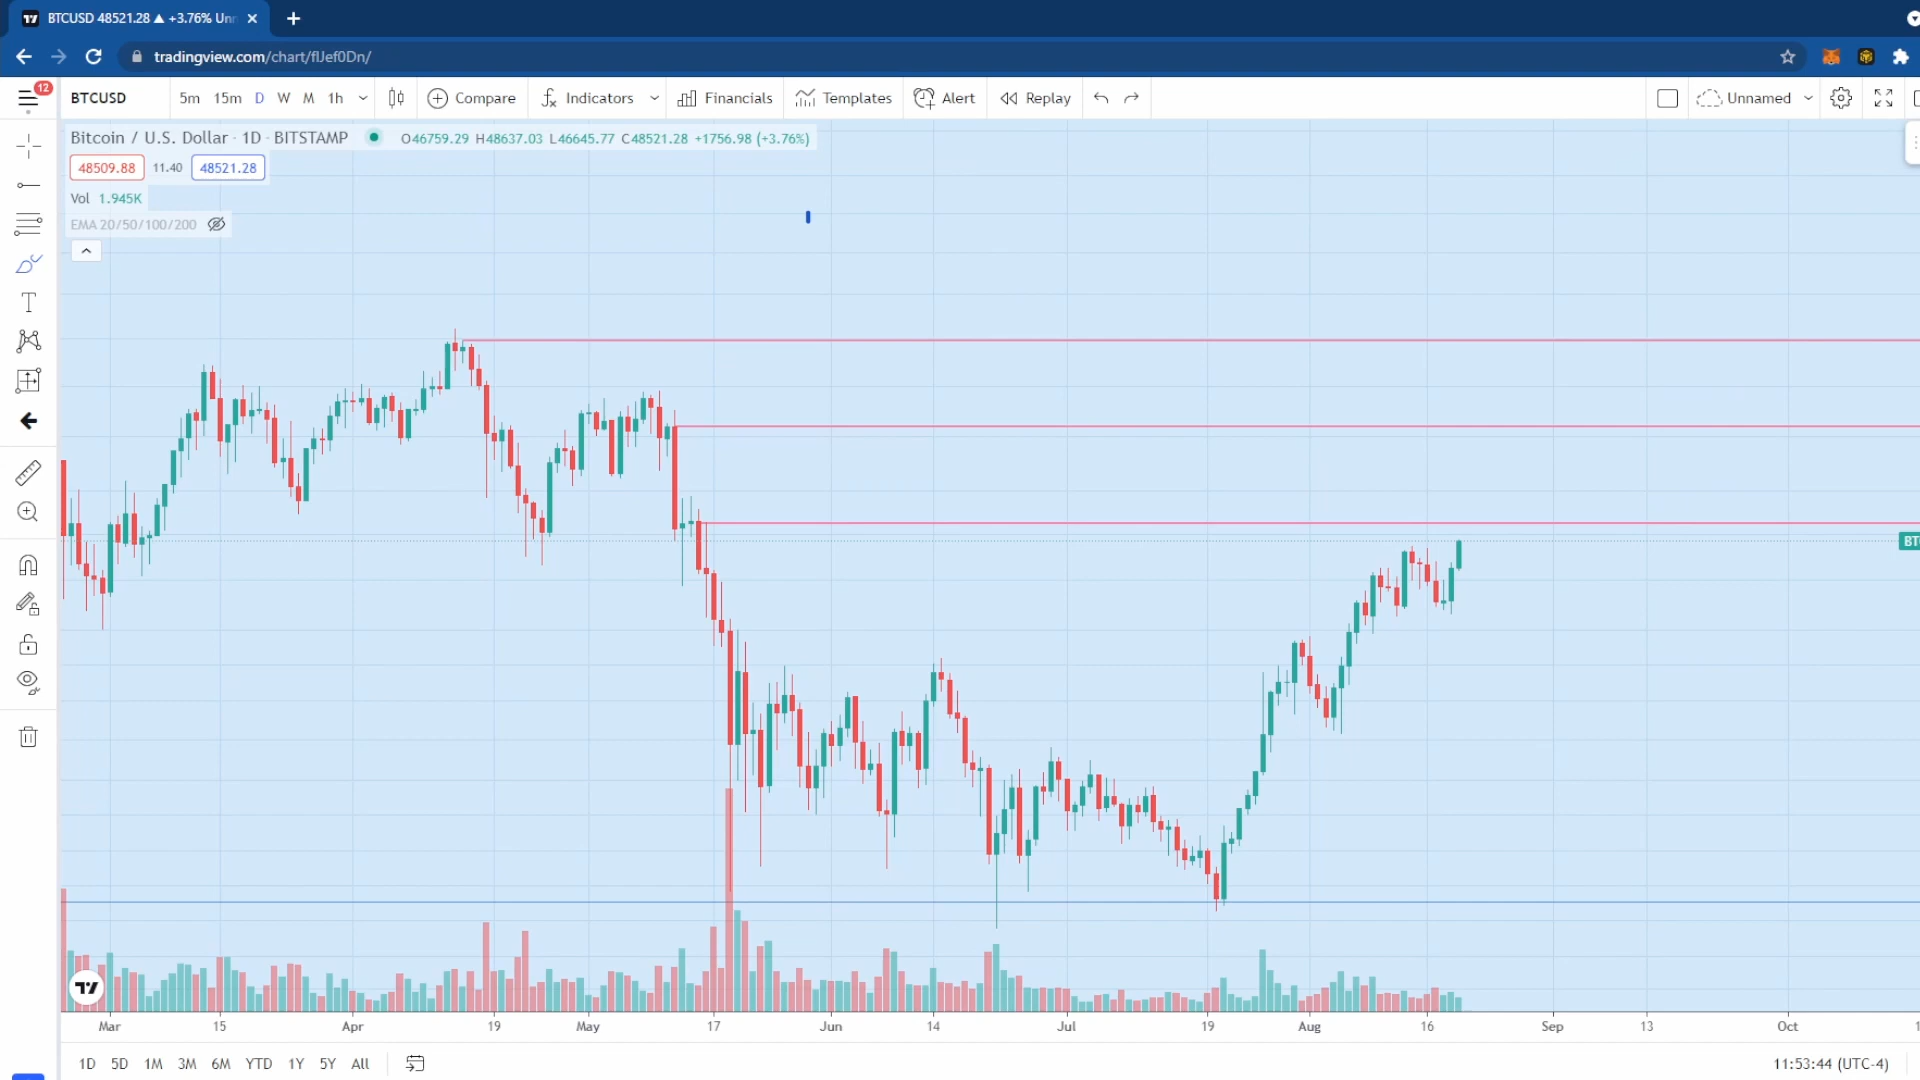 BTCUSD 48521.28 ▲ +3.76% Unn
tradingview.com/chart/flJef0Dn/
12
BTCUSD 5m 15m D W M 1h Compare Indicators Financials Templates Alert Replay Unnamed
Bitcoin / U.S. Dollar · 1D · BITSTAMP O46759.29 H48637.03 L46645.77 C48521.28 +1756.98 (+3.76%)
48509.88 11.40 48521.28
Vol 1.945K
EMA 20/50/100/200
BT
Mar 15 Apr 19 May 17 Jun 14 Jul 19 Aug 16 Sep 13 Oct 1
1D 5D 1M 3M 6M YTD 1Y 5Y All 11:53:44 (UTC-4)